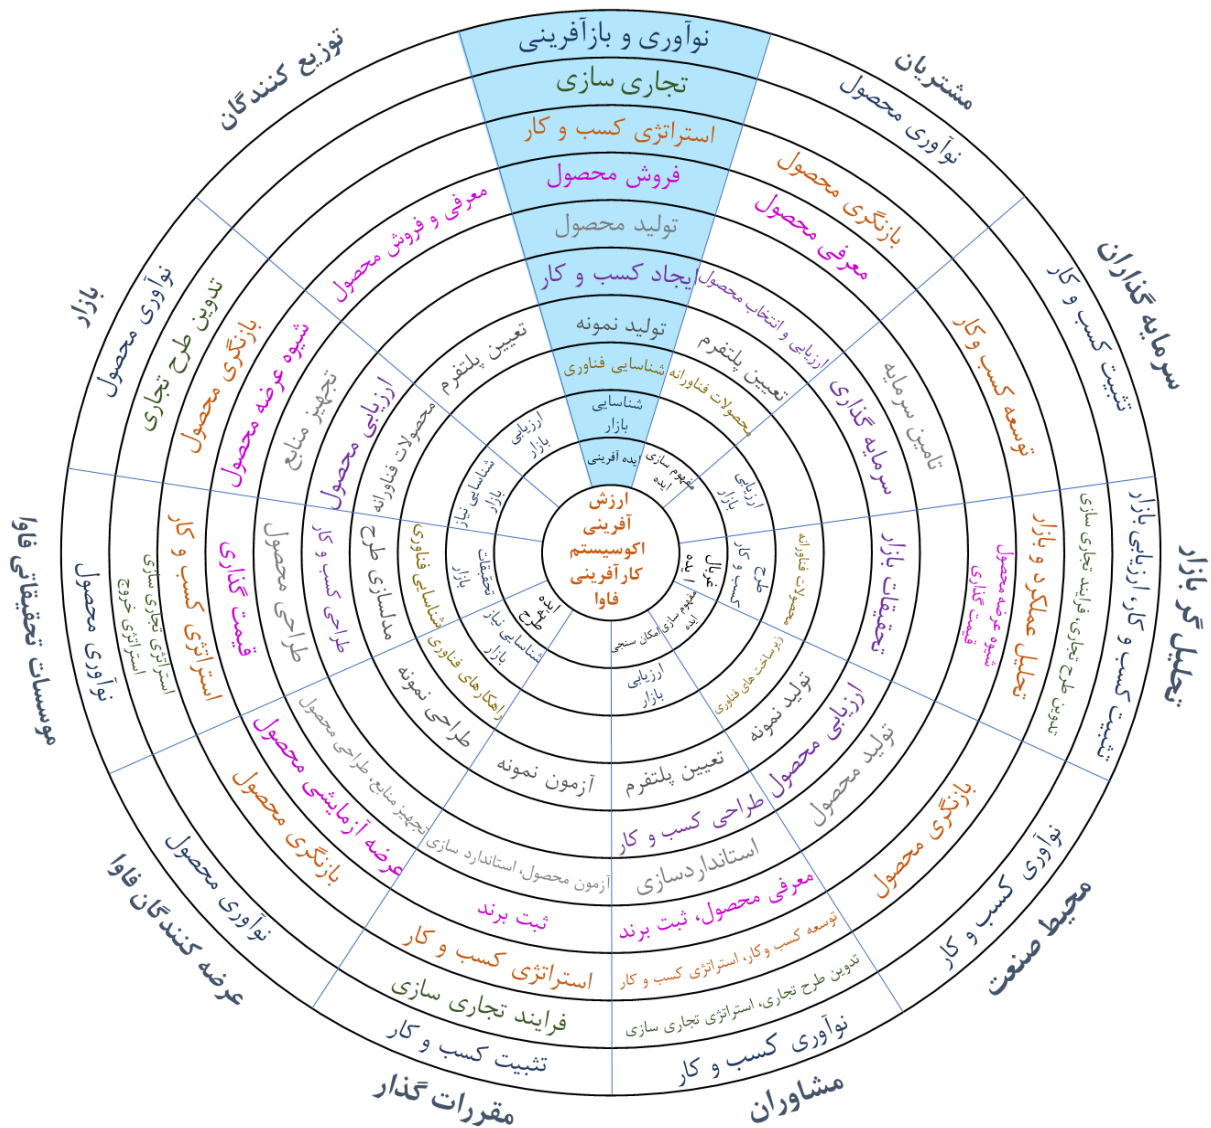 نوآوری و بازآفرینی
تجاری سازی
استراتژی کسب و کار
فروش محصول
تولید محصول
ایجاد کسب و کار
تولید نمونه
شناسایی فناوری
شناسایی
بازار
ایده آفرینی
ارزش
آفرینی
اکوسیستم
کارآفرینی
فاوا
مشتریان
نوآوری محصول
بازنگری محصول
معرفی محصول
ارزیابی و انتخاب محصول
تعیین پلتفرم
محصولات فناورانه
مفهوم سازی
ایده
سرمایه گذاران
تثبیت کسب و کار
توسعه کسب وکار
تامین سرمایه
سرمایه گذاری
ارزیابی
بازار
تحلیل گر بازار
تثبیت کسب و کار، ارزیابی بازار
تدوین طرح تجاری، فرایند تجاری سازی
تحلیل عملکرد و بازار
شیوه عرضه محصول
قیمت گذاری
تحقیقات بازار
محصولات فناورانه
طرح
کسب و کار
غربال
ایده
محیط صنعت
نوآوری کسب و کار
بازنگری محصول
تولید محصول
ارزیابی محصول
تولید نمونه
زیرساخت های فناوری
مفهوم سازی
ایده
مشاوران
نوآوری کسب و کار
تدوین طرح تجاری، استراتژی تجاری سازی
توسعه کسب وکار، استراتژی کسب و کار
معرفی محصول، ثبت برند
استانداردسازی
طراحی کسب و کار
تعیین پلتفرم
ارزیابی
بازار
امکان سنجی
مقررات گذار
تثبیت کسب و کار
فرایند تجاری سازی
استراتژی کسب و کار
ثبت برند
آزمون محصول، استاندارد سازی
آزمون نمونه
عرضه کنندگان فاوا
نوآوری محصول
بازنگری محصول
عرضه آزمایشی محصول
تجهیز منابع، طراحی محصول
طراحی نمونه
راهکارهای فناوری
شناسایی نیاز
بازار
ایده
به
طرح
موسسات تحقیقاتی فاوا
نوآوری محصول
استراتژی تجاری سازی
استراتژی خروج
استراتژی کسب و کار
قیمت گذاری
طراحی محصول
طراحی کسب و کار
مدلسازی طرح
شناسایی فناوری
تحقیقات
بازار
بازار
نوآوری محصول
تدوین طرح تجاری
بازنگری محصول
شیوه عرضه محصول
تجهیز منابع
ارزیابی محصول
محصولات فناورانه
شناسایی نیاز
بازار
توزیع کنندگان
معرفی و فروش محصول
تعیین پلتفرم
ارزیابی
بازار